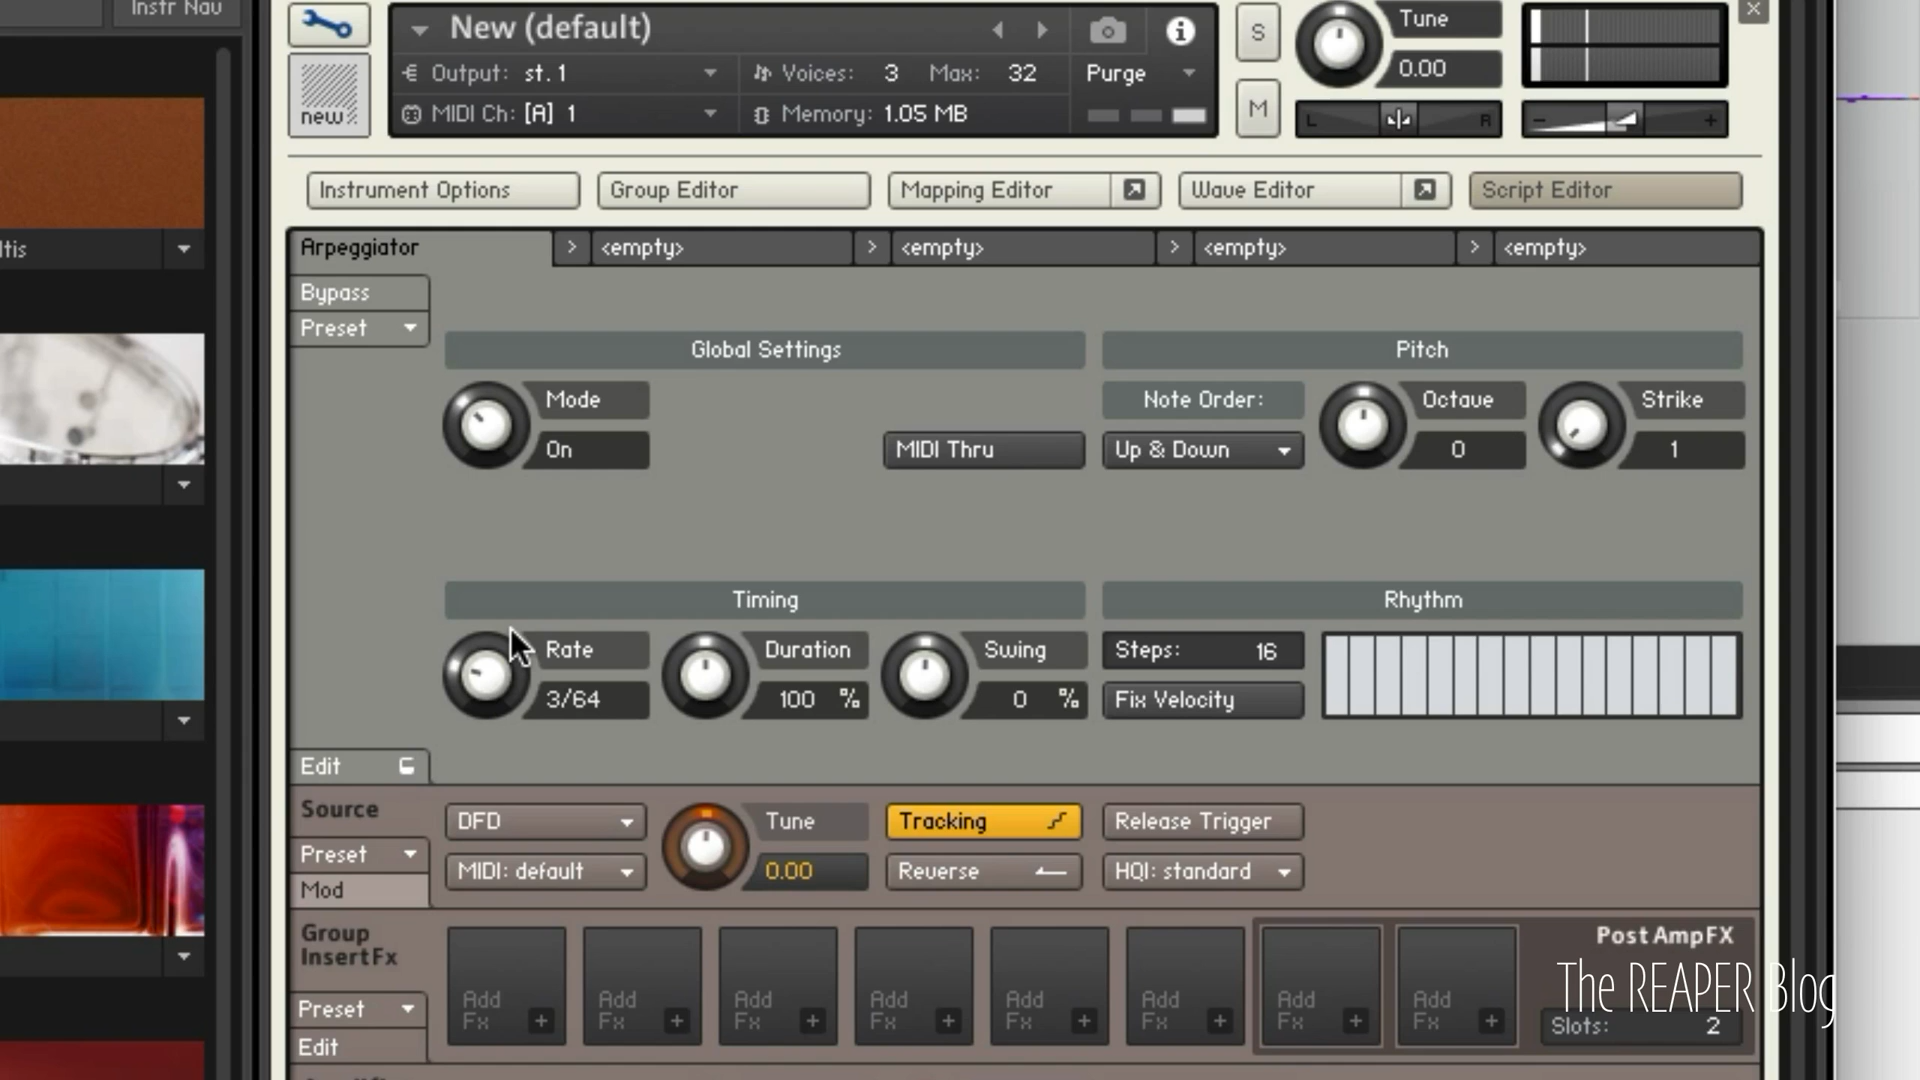 Instr Nav
New (default)
Output: st.1
Voices: 3 Max: 32
Purge
MIDI Ch: [A] 1
Memory: 1.05 MB
new
S
M
Tune
0.00
L R
- +
Instrument Options
Group Editor
Mapping Editor
Wave Editor
Script Editor
Arpeggiator
> <empty>
> <empty>
> <empty>
> <empty>
ltis
Bypass
Preset
Global Settings
Pitch
Mode
On
MIDI Thru
Note Order:
Up & Down
Octave
0
Strike
1
Timing
Rhythm
Rate
3/64
Duration
100 %
Swing
0 %
Steps: 16
Fix Velocity
Edit
Source
Preset
Mod
DFD
MIDI: default
Tune
0.00
Tracking
Reverse
Release Trigger
HQI: standard
Group
InsertFx
Preset
Edit
Add Fx +
Add Fx +
Add Fx +
Add Fx +
Add Fx +
Add Fx +
Add Fx +
Add Fx +
Post AmpFX
The REAPER Blog
Slots: 2